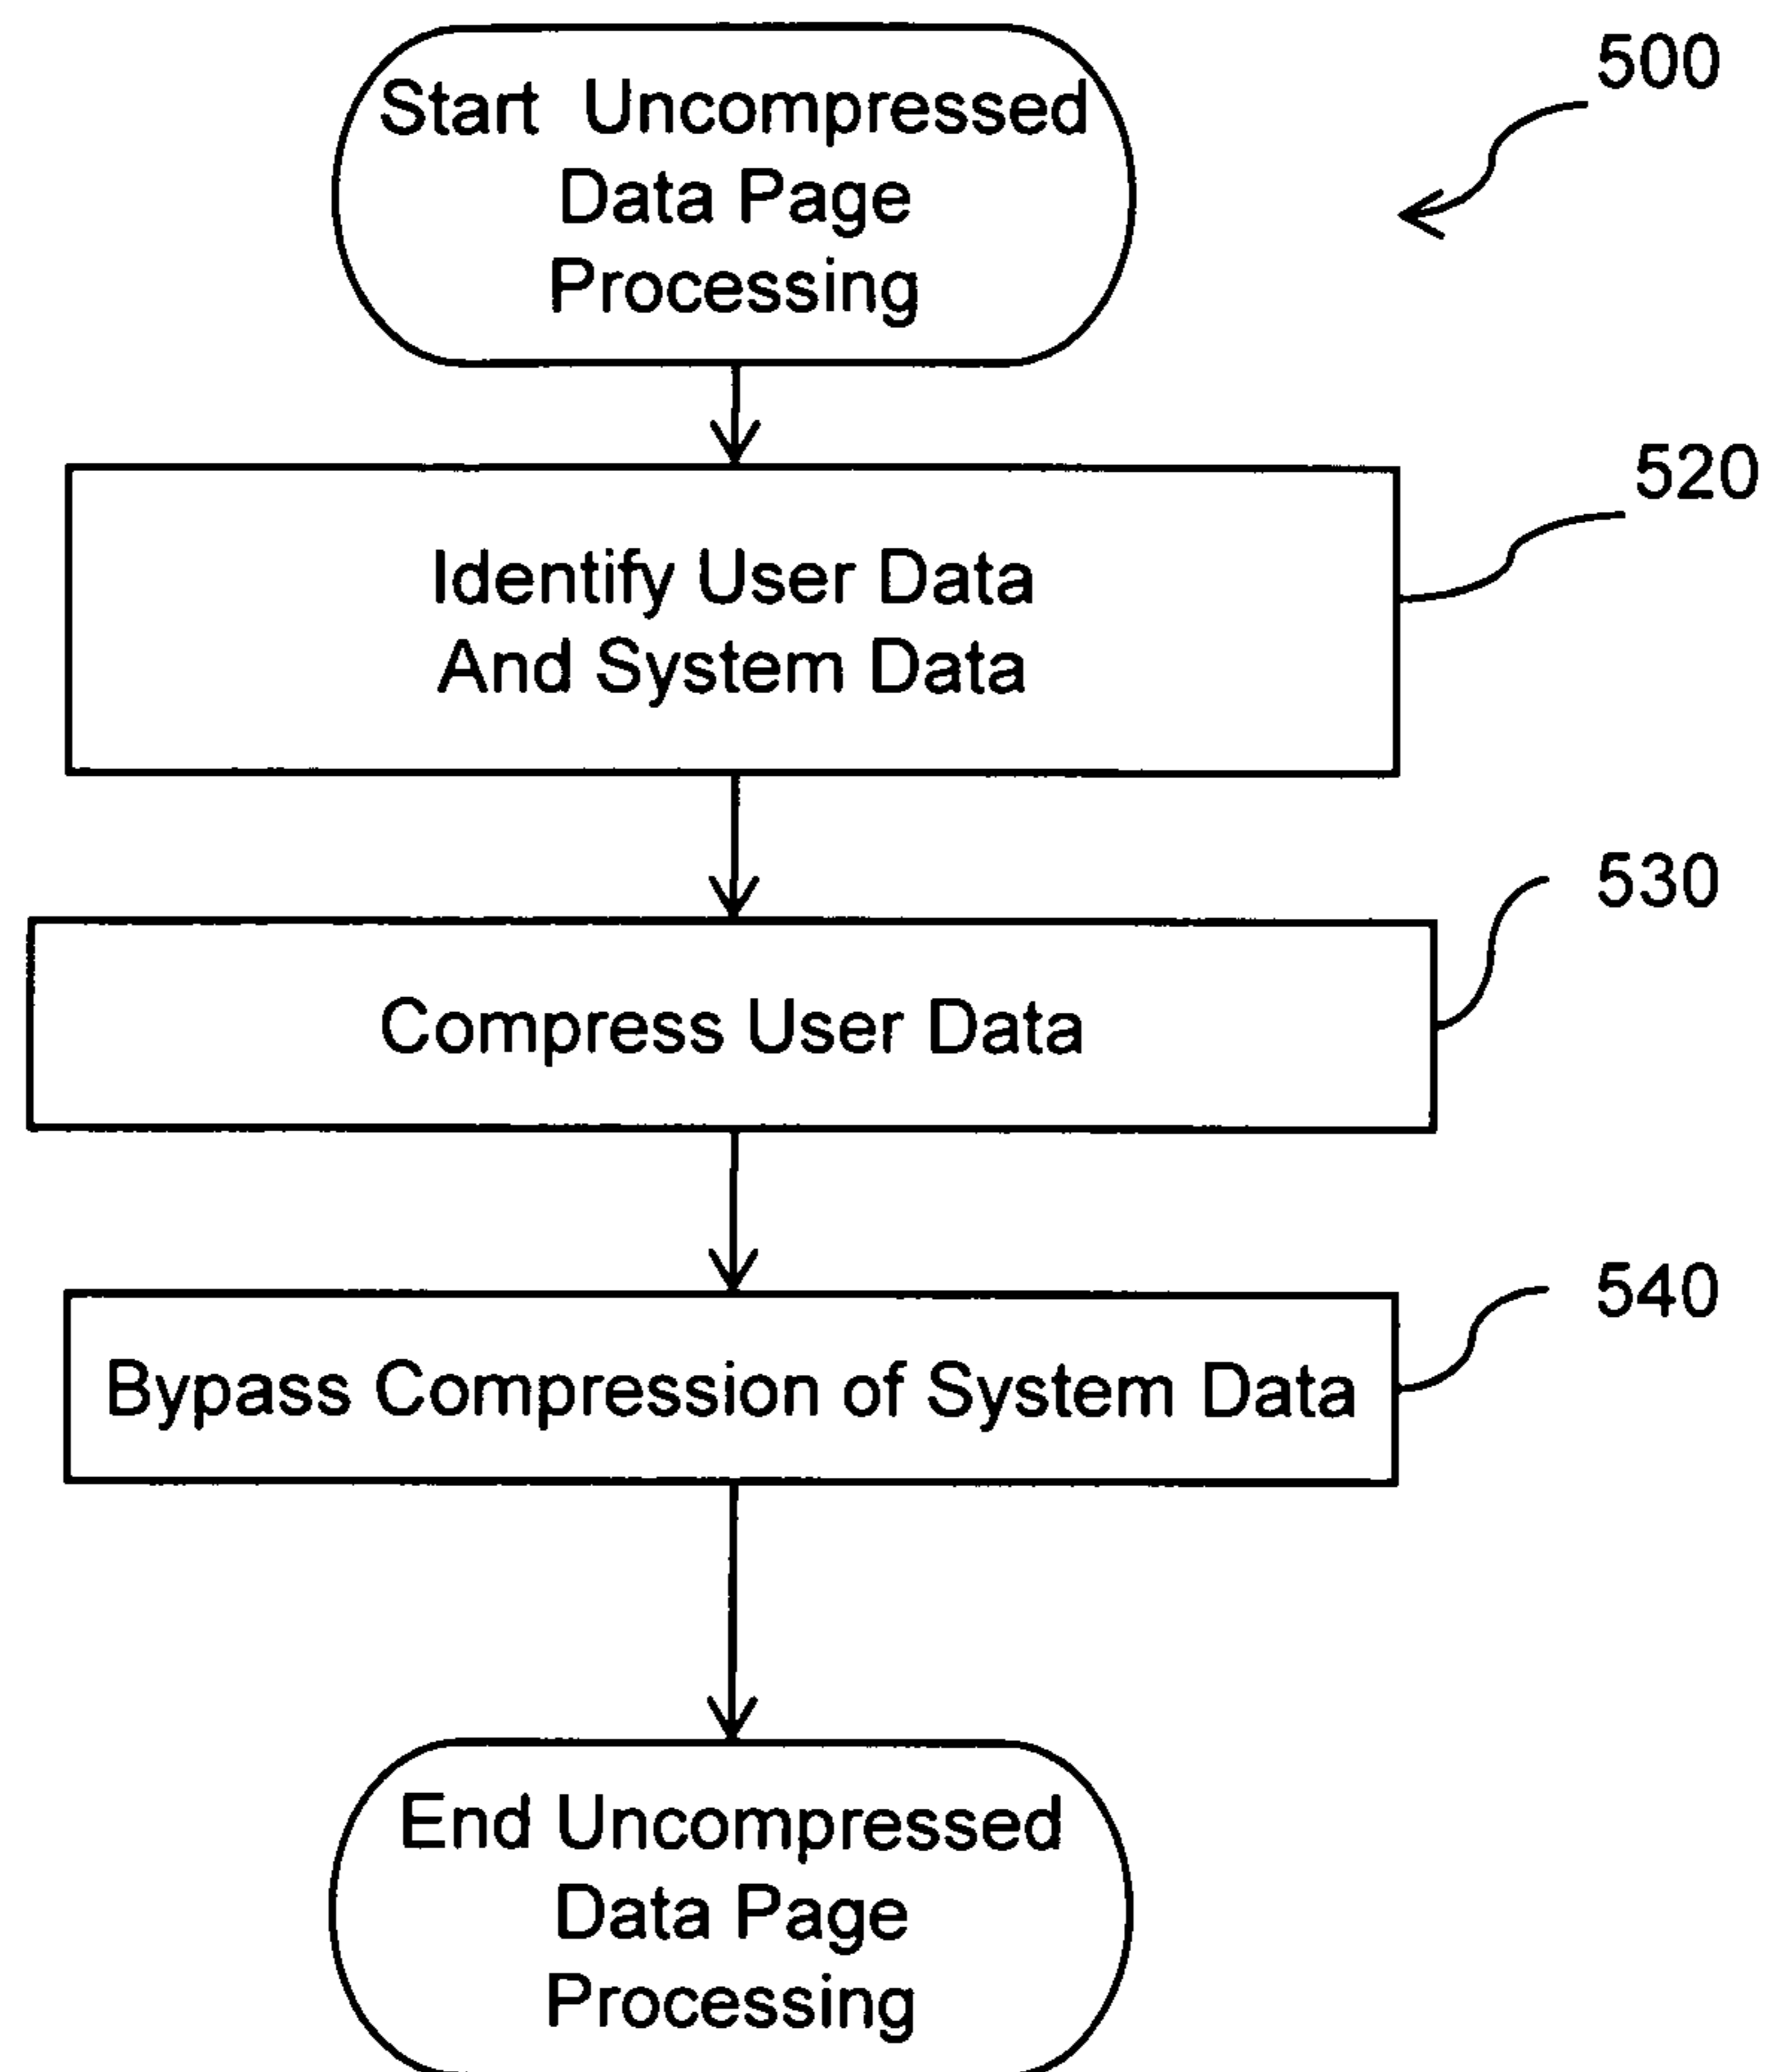 Start Uncompressed
Data Page
Processing
500
520
Identify User Data
And System Data
530
Compress User Data
540
Bypass Compression of System Data
End Uncompressed
Data Page
Processing